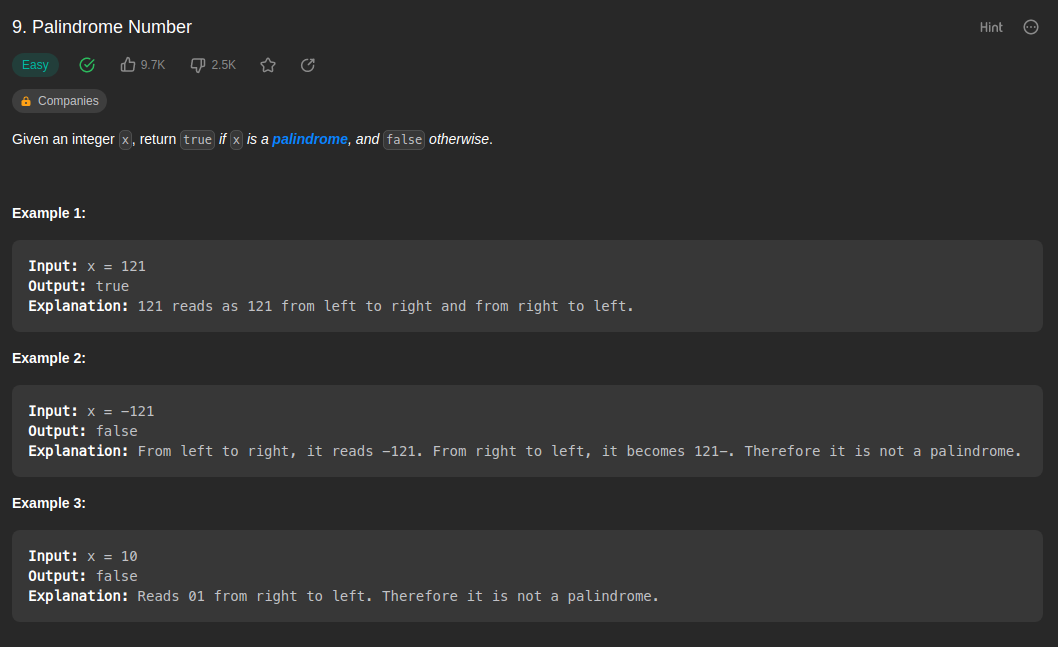 9. Palindrome Number
Hint
Easy
9.7K
2.5K
Companies
Given an integer x, return true if x is a palindrome, and false otherwise.
Example 1:
Input: x = 121
Output: true
Explanation: 121 reads as 121 from left to right and from right to left.
Example 2:
Input: x = -121
Output: false
Explanation: From left to right, it reads -121. From right to left, it becomes 121-. Therefore it is not a palindrome.
Example 3:
Input: x = 10
Output: false
Explanation: Reads 01 from right to left. Therefore it is not a palindrome.